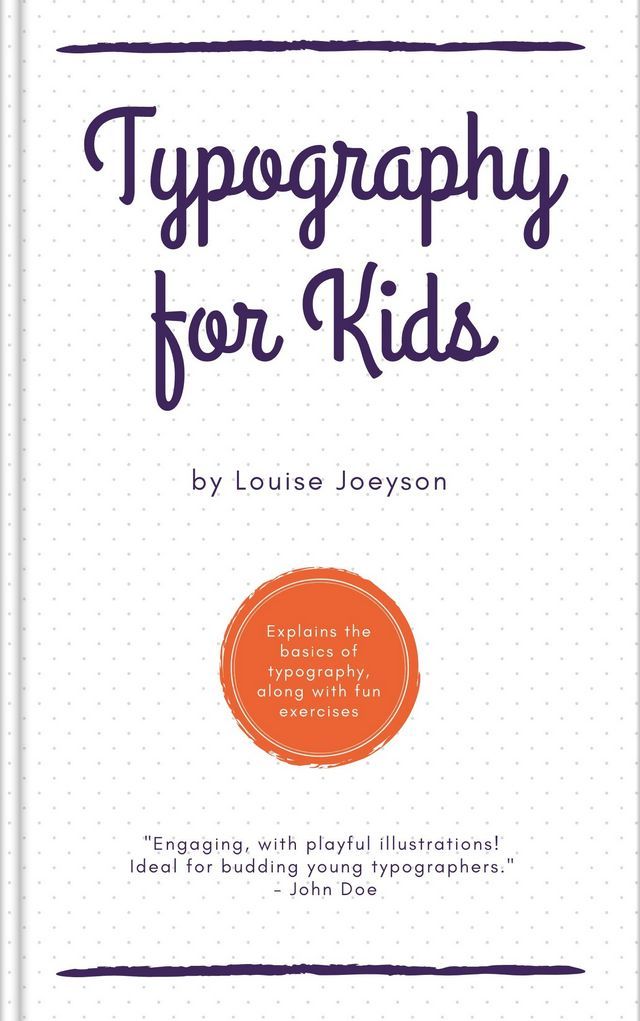 Typography
for Kids
by Louise Joeyson
Explains the
basics of
typography,
along with fun
exercises
"Engaging, with playful illustrations!
Ideal for budding young typographers."
- John Doe